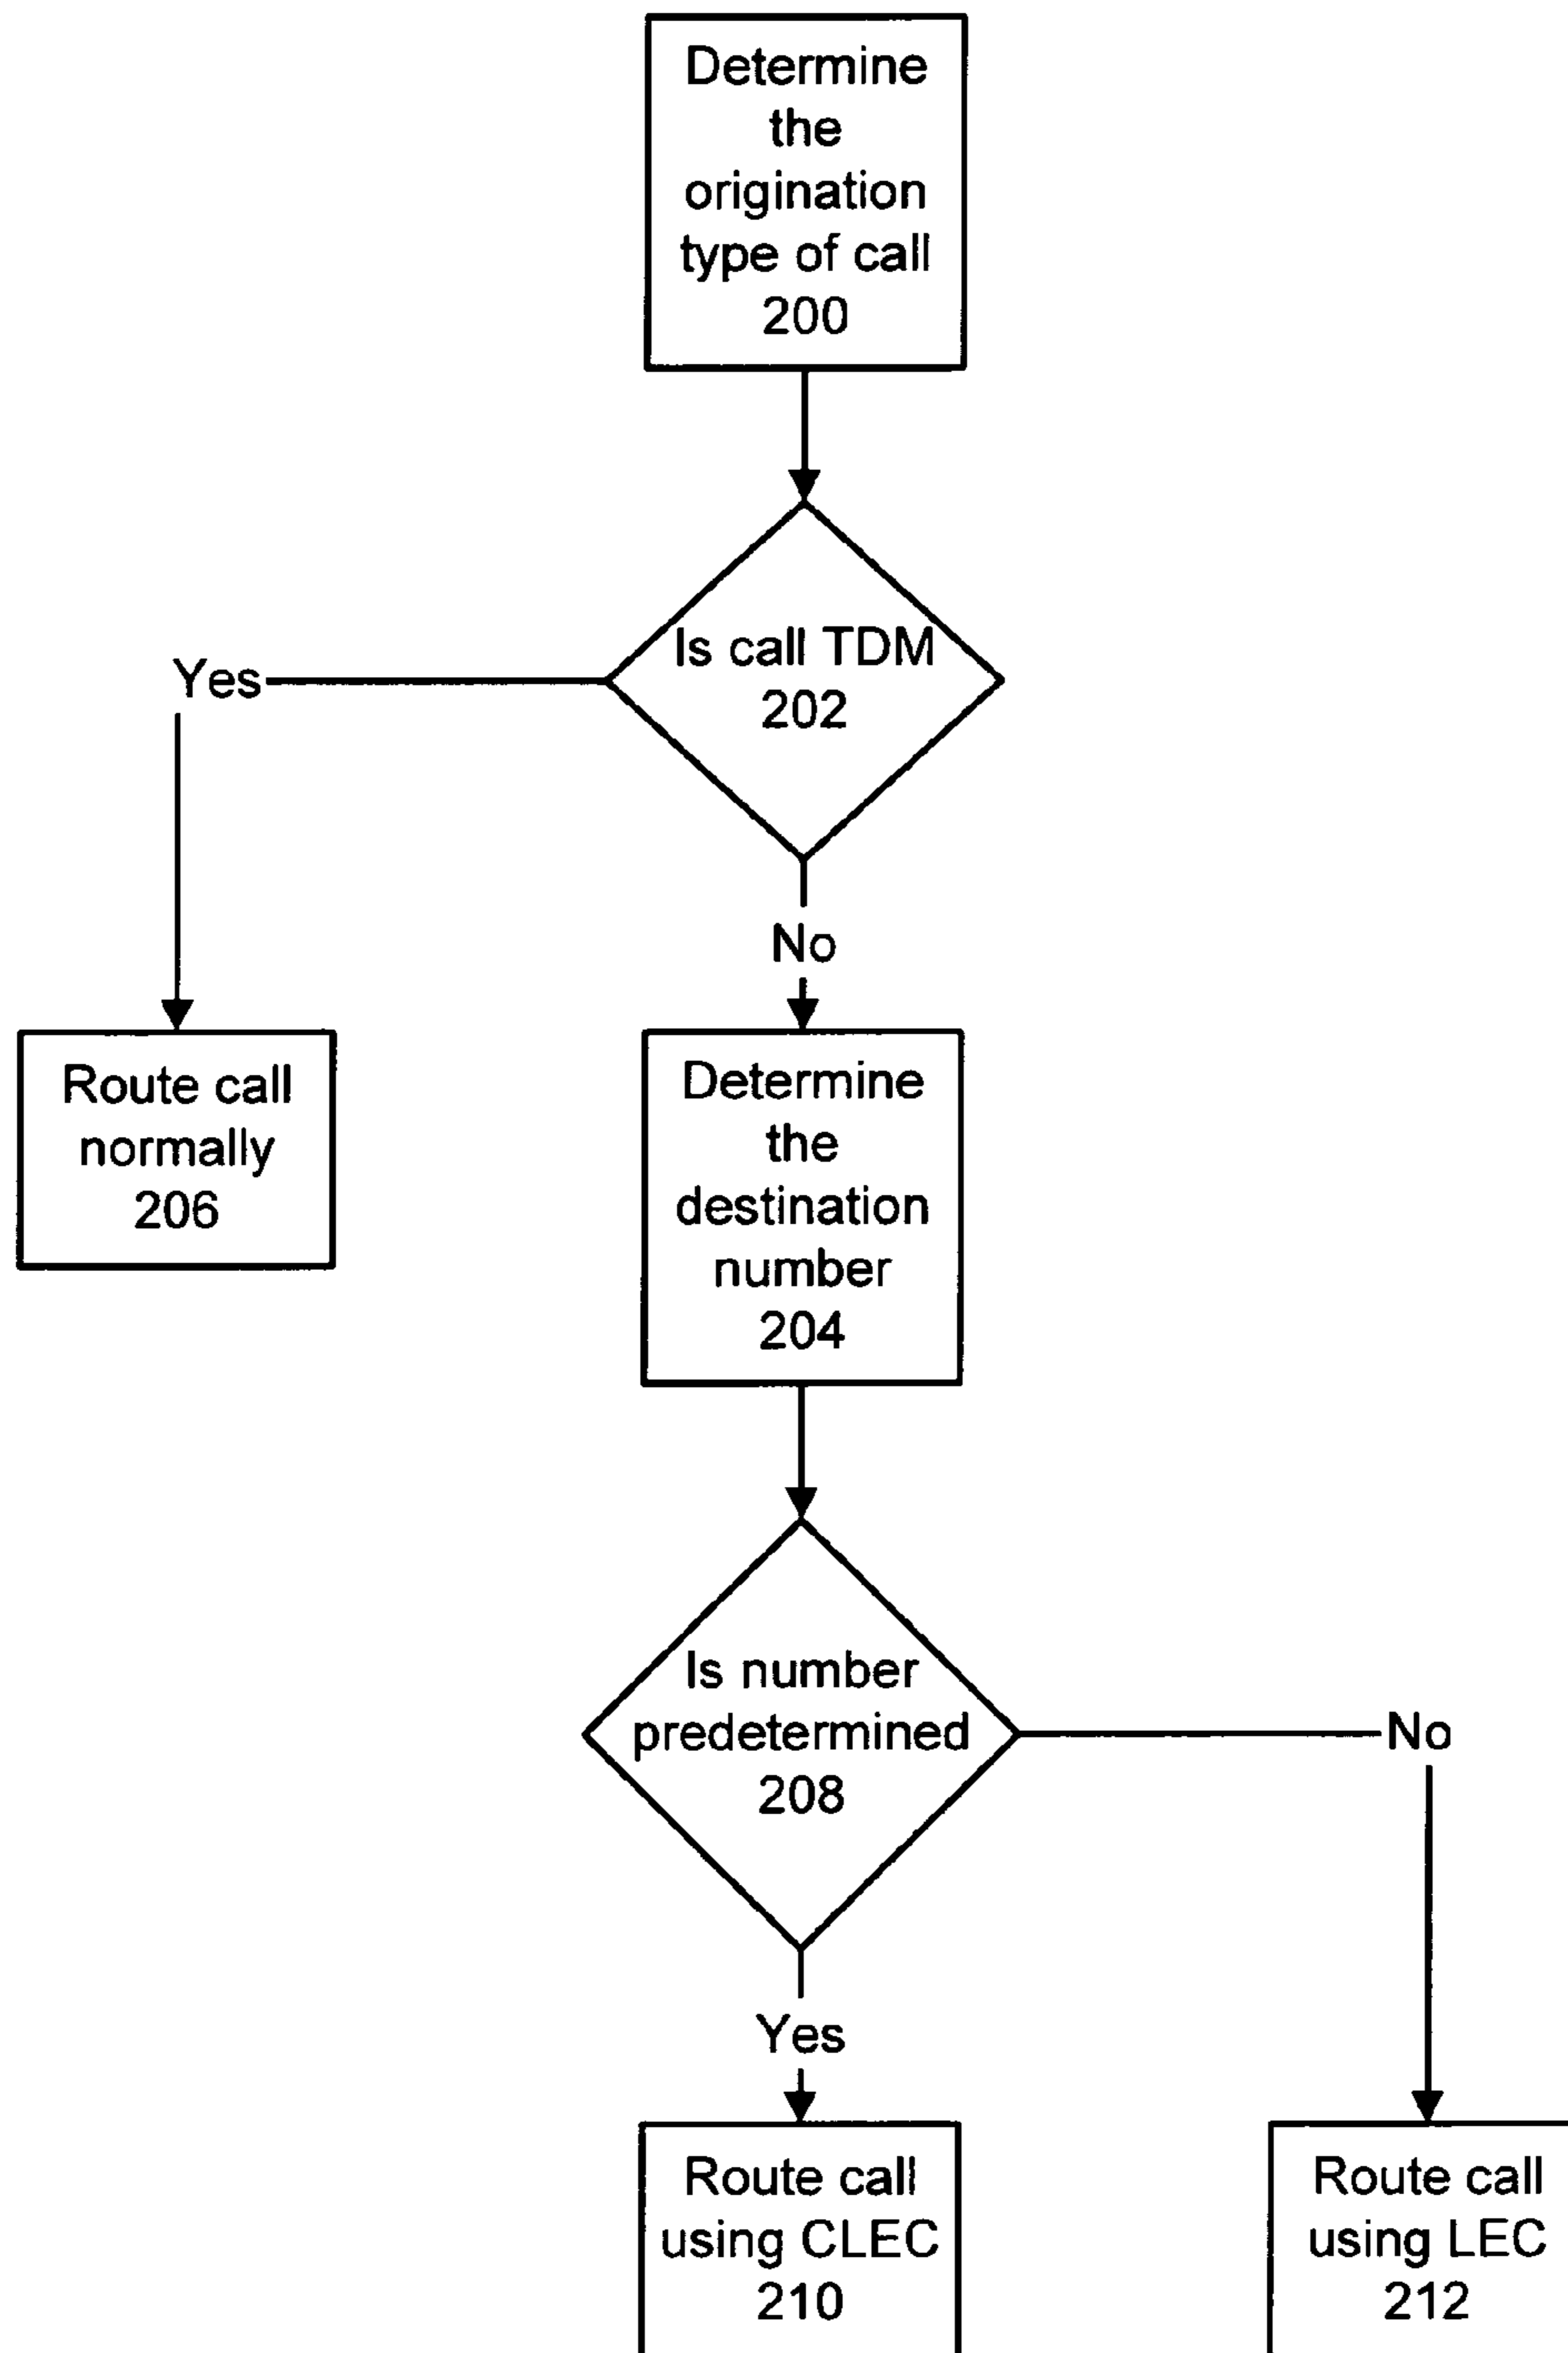 Determine
the
origination
type of call
200
Is call TDM
202
Yes
No
Route call
normally
206
Determine
the
destination
number
204
Is number
predetermined
208
No
Yes
Route call
using CLEC
210
Route call
using LEC
212